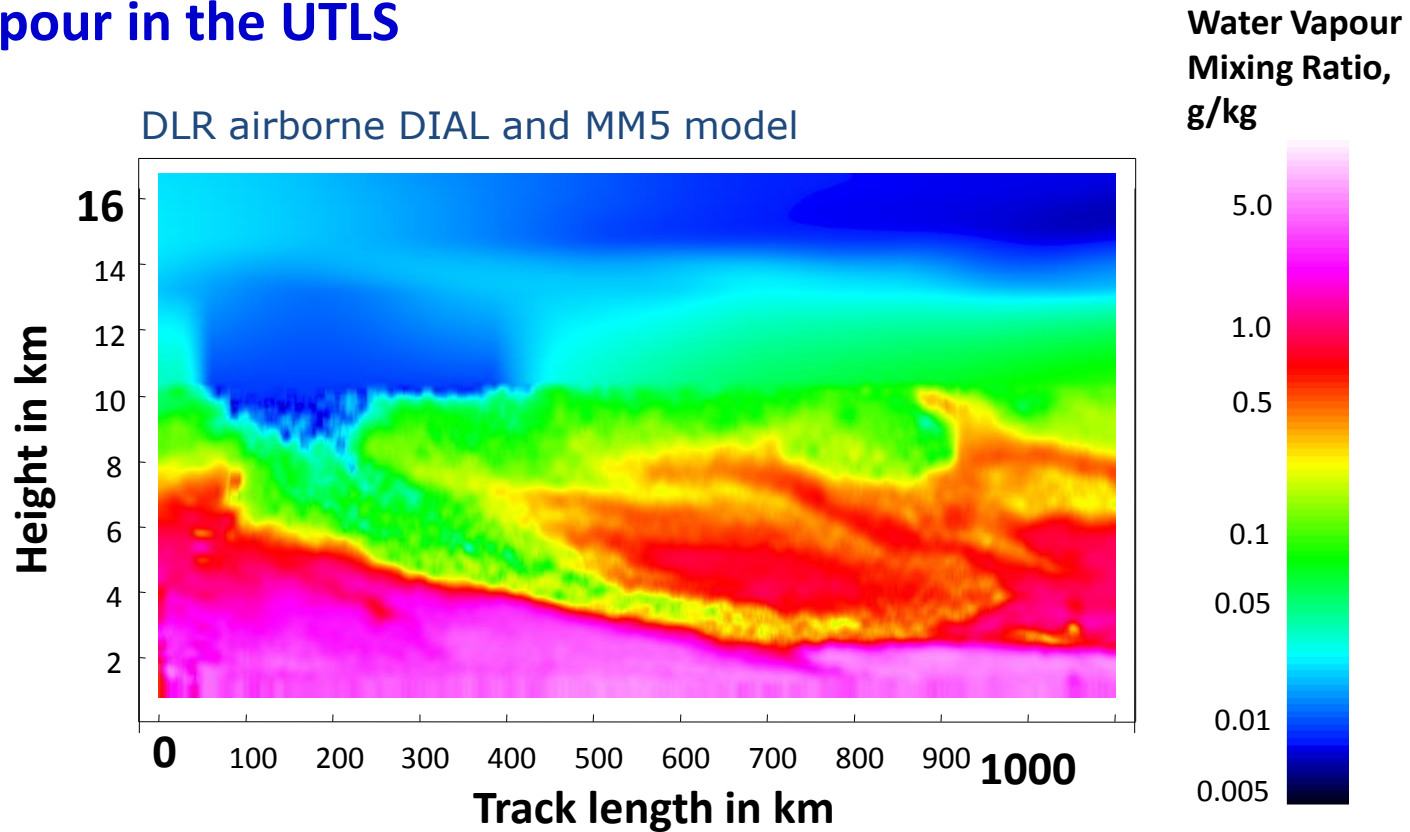 pour in the UTLS
DLR airborne DIAL and MM5 model
Water Vapour
Mixing Ratio,
g/kg
Height in km
16
14
12
10
8
6
4
2
0 100 200 300 400 500 600 700 800 900 1000
Track length in km
5.0
1.0
0.5
0.1
0.05
0.01
0.005